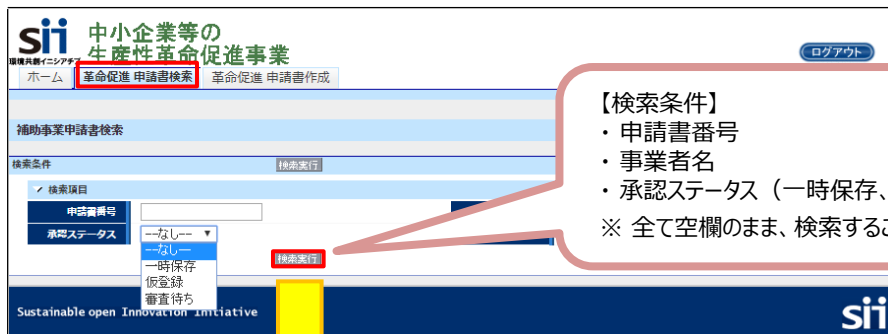 sii 中小企業等の
環境共創イニシアチブ 生産性革命促進事業
ログアウト
ホーム 革命促進 申請書検索 革命促進 申請書作成
補助事業申請書検索
検索条件 検索実行
検索項目
申請書番号
承認ステータス --なし--
--なし--
一時保存
仮登録
審査待ち
検索実行
【検索条件】
・ 申請書番号
・ 事業者名
・ 承認ステータス（一時保存、
※ 全て空欄のまま、検索するこ
Sustainable open Innovation Initiative
sii